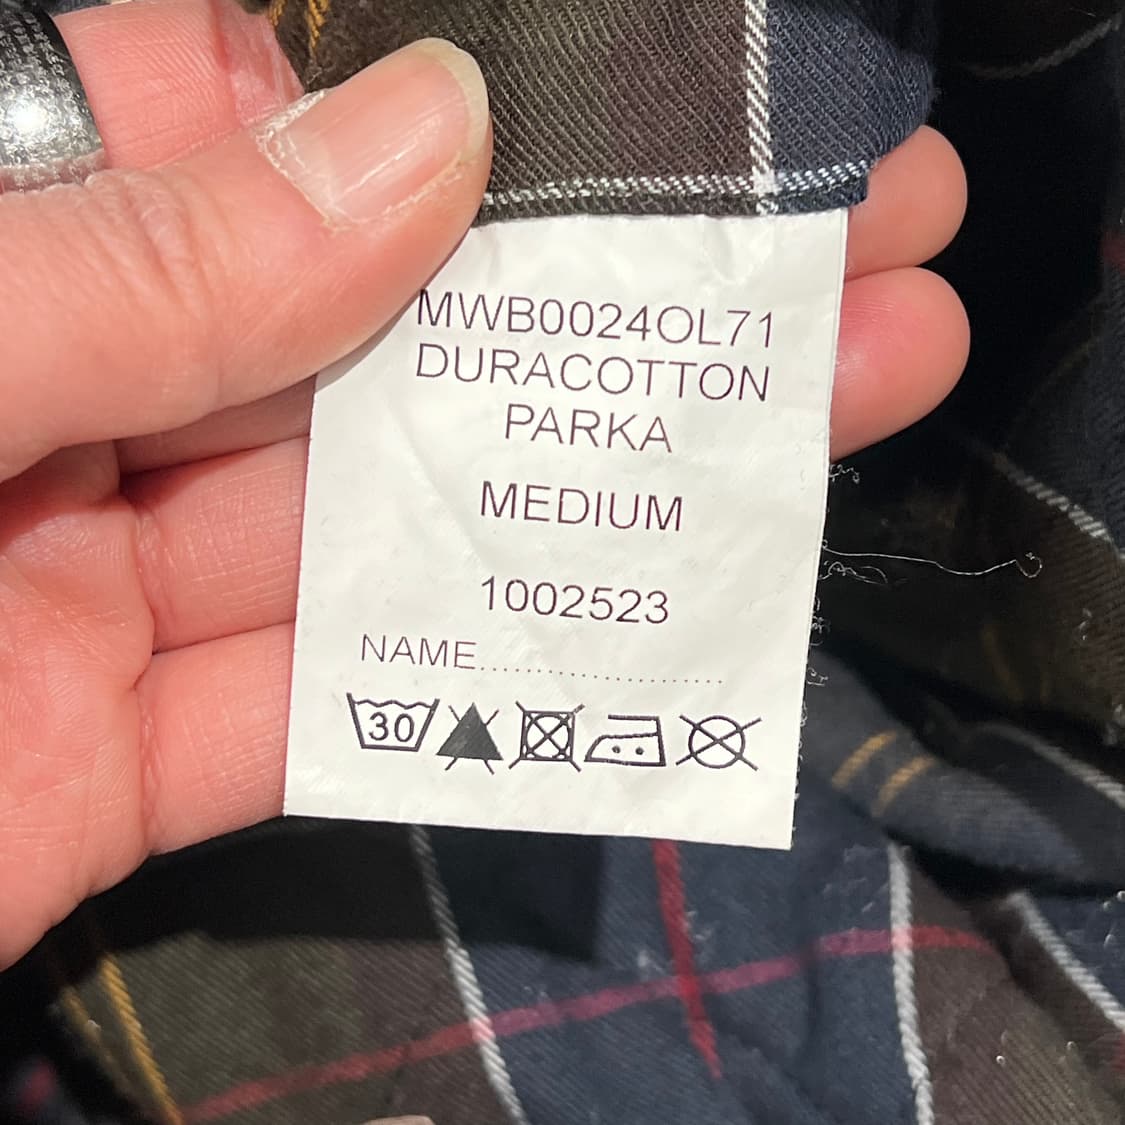 MWB0024OL71
DURACOTTON
PARKA
MEDIUM
1002523
NAME......................
30